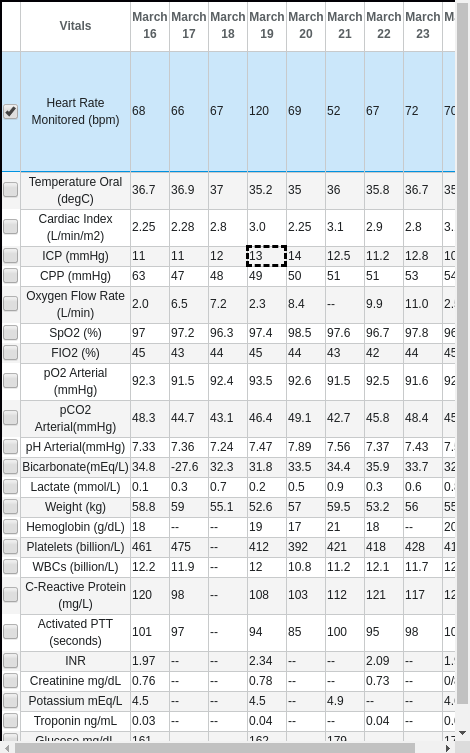 Vitals March 16 March 17 March 18 March 19 March 20 March 21 March 22 March 23
Heart Rate Monitored (bpm) 68 66 67 120 69 52 67 72 70
Temperature Oral (degC) 36.7 36.9 37 35.2 35 36 35.8 36.7 35
Cardiac Index (L/min/m2) 2.25 2.28 2.8 3.0 2.25 3.1 2.9 2.8 3.
ICP (mmHg) 11 11 12 13 14 12.5 11.2 12.8 10
CPP (mmHg) 63 47 48 49 50 51 51 53 54
Oxygen Flow Rate (L/min) 2.0 6.5 7.2 2.3 8.4 -- 9.9 11.0 2.
SpO2 (%) 97 97.2 96.3 97.4 98.5 97.6 96.7 97.8 96
FIO2 (%) 45 43 44 45 44 43 42 44 45
pO2 Arterial (mmHg) 92.3 91.5 92.4 93.5 92.6 91.5 92.5 91.6 92
pCO2 Arterial(mmHg) 48.3 44.7 43.1 46.4 49.1 42.7 45.8 48.4 45
pH Arterial(mmHg) 7.33 7.36 7.24 7.47 7.89 7.56 7.37 7.43 7.
Bicarbonate(mEq/L) 34.8 -27.6 32.3 31.8 33.5 34.4 35.9 33.7 32
Lactate (mmol/L) 0.1 0.3 0.7 0.2 0.5 0.9 0.3 0.6 0.
Weight (kg) 58.8 59 55.1 52.6 57 59.5 53.2 56 55
Hemoglobin (g/dL) 18 -- -- 19 17 21 18 -- 20
Platelets (billion/L) 461 475 -- 412 392 421 418 428 41
WBCs (billion/L) 12.2 11.9 -- 12 10.8 11.2 12.1 11.7 12
C-Reactive Protein (mg/L) 120 98 -- 108 103 112 121 117 12
Activated PTT (seconds) 101 97 -- 94 85 100 95 98 10
INR 1.97 -- -- 2.34 -- -- 2.09 -- 1.
Creatinine mg/dL 0.76 -- -- 0.78 -- -- 0.73 -- 0/
Potassium mEq/L 4.5 -- -- 4.5 -- 4.9 -- -- 4.
Troponin ng/mL 0.03 -- -- 0.04 -- -- 0.04 -- 0.
Glucose mg/dL 161 -- -- 162 -- 179 -- -- 17